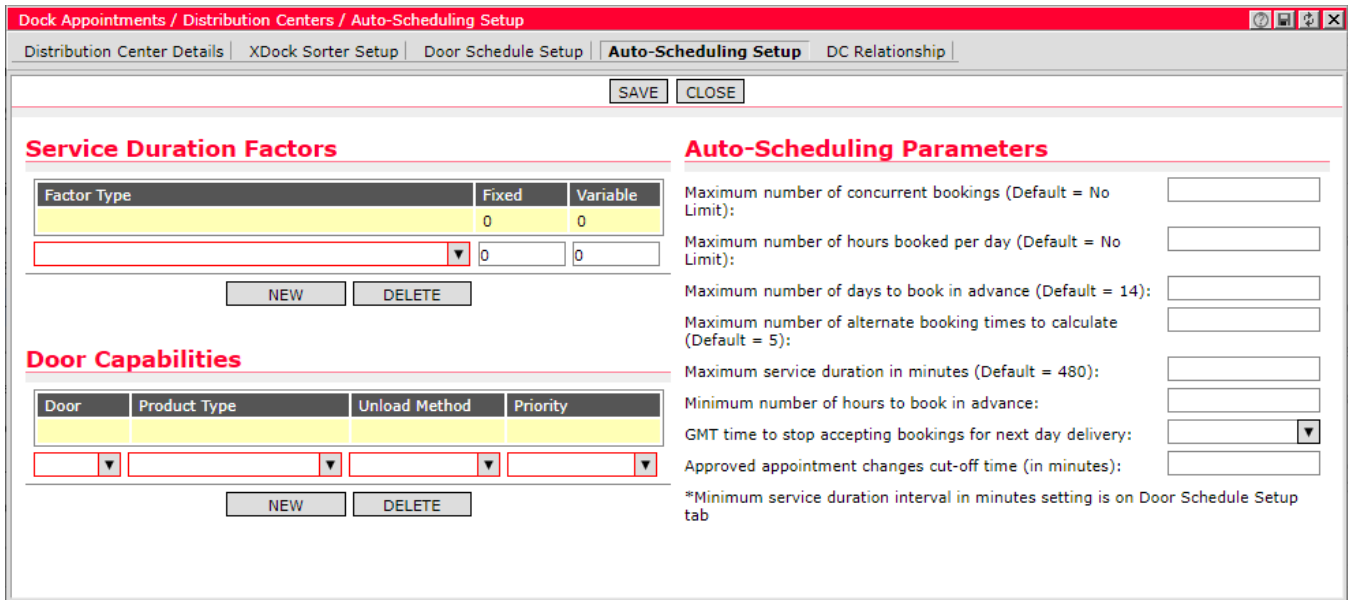 Dock Appointments / Distribution Centers / Auto-Scheduling Setup
Distribution Center Details | XDock Sorter Setup | Door Schedule Setup | Auto-Scheduling Setup DC Relationship |
SAVE CLOSE
Service Duration Factors
Factor Type Fixed Variable
0 0
0 0
NEW DELETE
Door Capabilities
Door Product Type Unload Method Priority
NEW DELETE
Auto-Scheduling Parameters
Maximum number of concurrent bookings (Default = No
Limit):
Maximum number of hours booked per day (Default = No
Limit):
Maximum number of days to book in advance (Default = 14):
Maximum number of alternate booking times to calculate
(Default = 5):
Maximum service duration in minutes (Default = 480):
Minimum number of hours to book in advance:
GMT time to stop accepting bookings for next day delivery:
Approved appointment changes cut-off time (in minutes):
*Minimum service duration interval in minutes setting is on Door Schedule Setup
tab